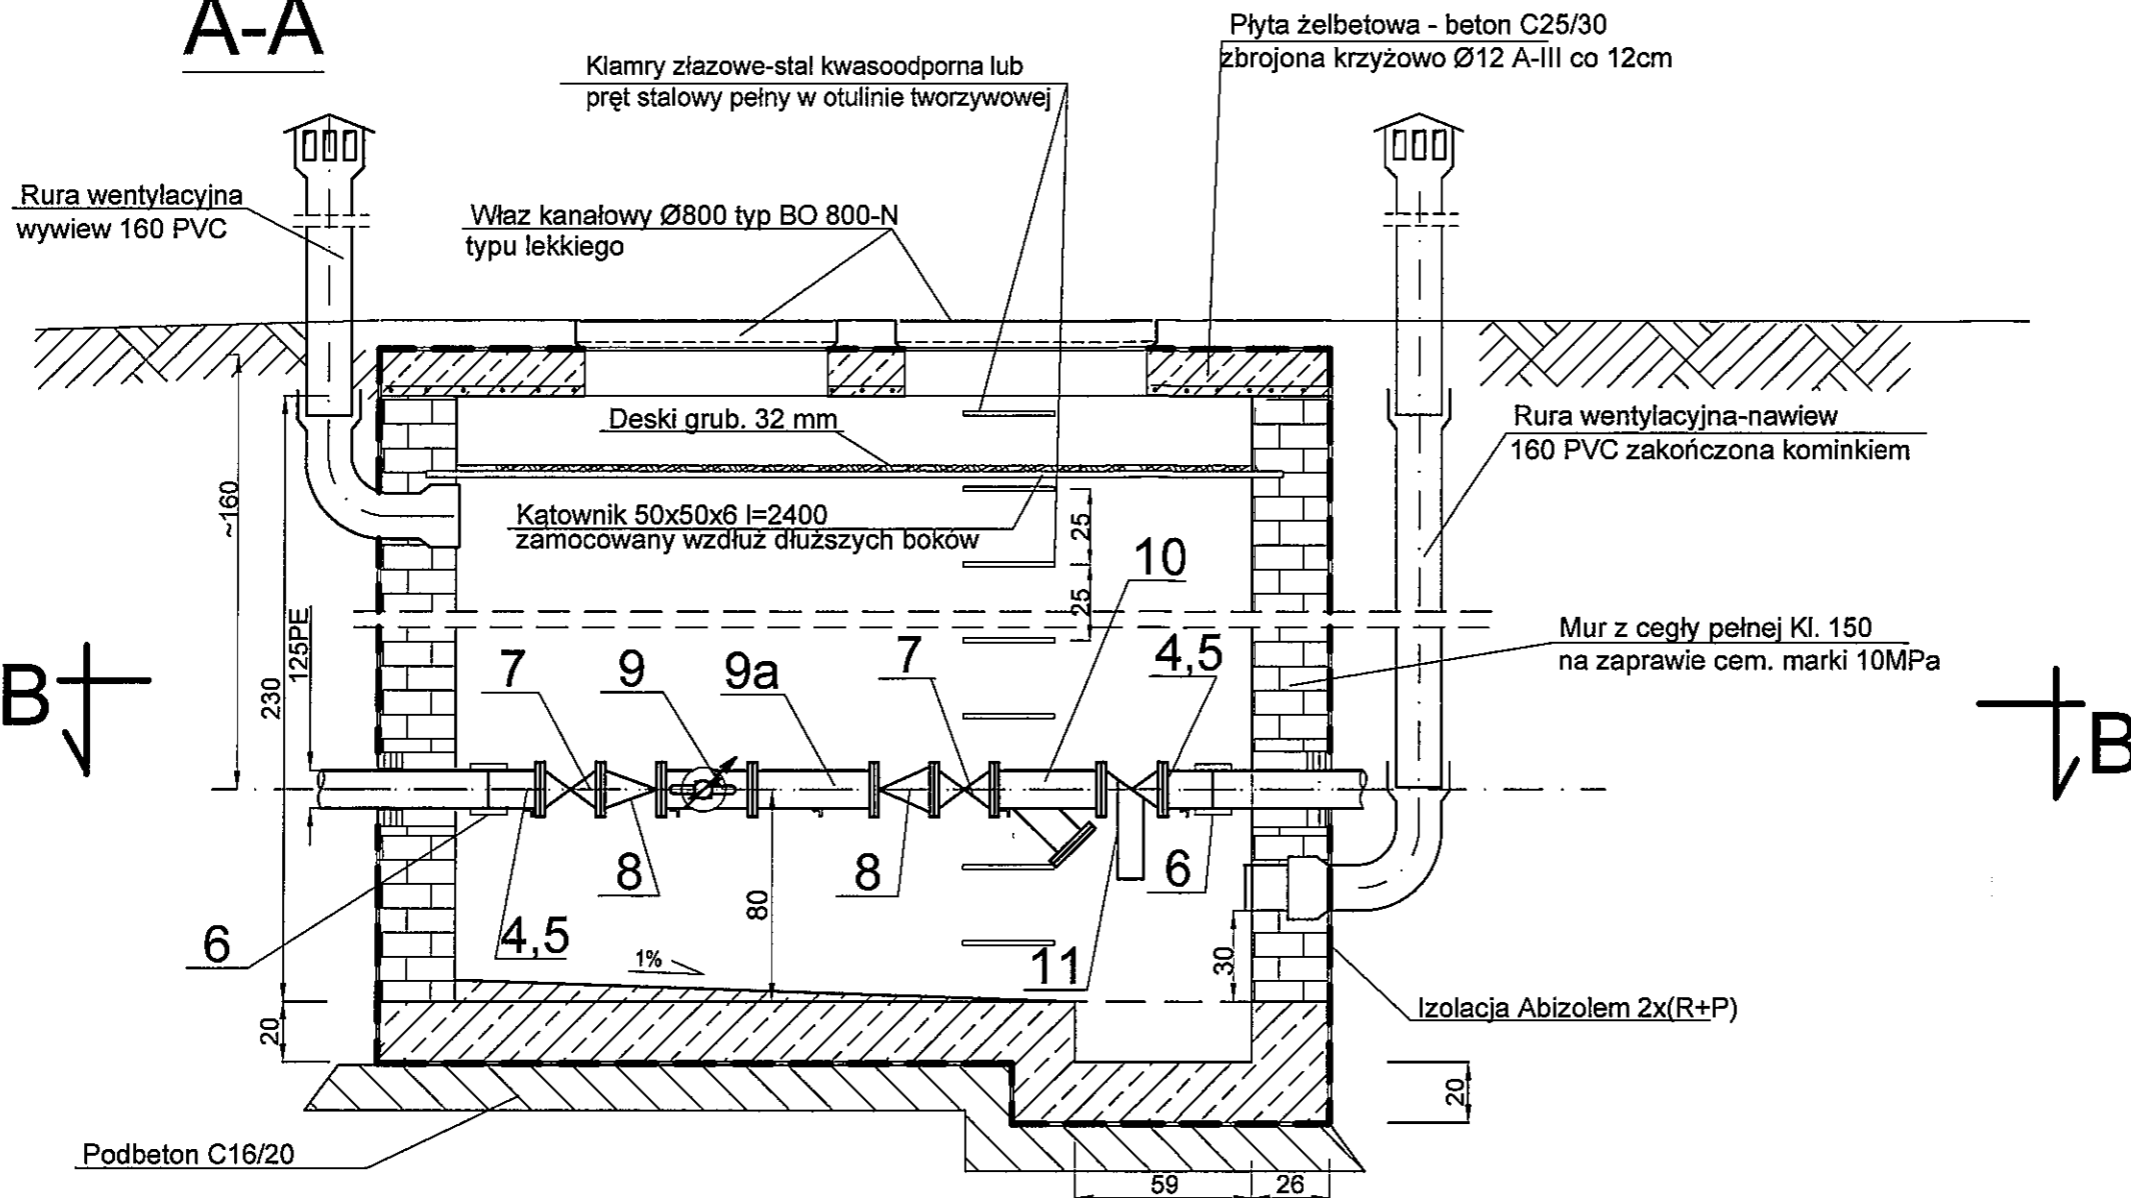 A-A
Płyta żelbetowa - beton C25/30
zbrojona krzyżowo Ø12 A-III co 12cm
Klamry złazowe-stal kwasoodporna lub
pręt stalowy pełny w otulinie tworzywowej
Rura wentylacyjna
wywiew 160 PVC
Właz kanałowy Ø800 typ BO 800-N
typu lekkiego
Deski grub. 32 mm
Rura wentylacyjna-nawiew
160 PVC zakończona kominkiem
Kątownik 50x50x6 l=2400
zamocowany wzdłuż dłuższych boków
~160
25
25
10
125PE
230
Mur z cegły pełnej Kl. 150
na zaprawie cem. marki 10MPa
B
7
9
9a
7
4,5
B
8
8
6
80
6
4,5
1%
11
30
20
Izolacja Abizolem 2x(R+P)
20
Podbeton C16/20
59
26